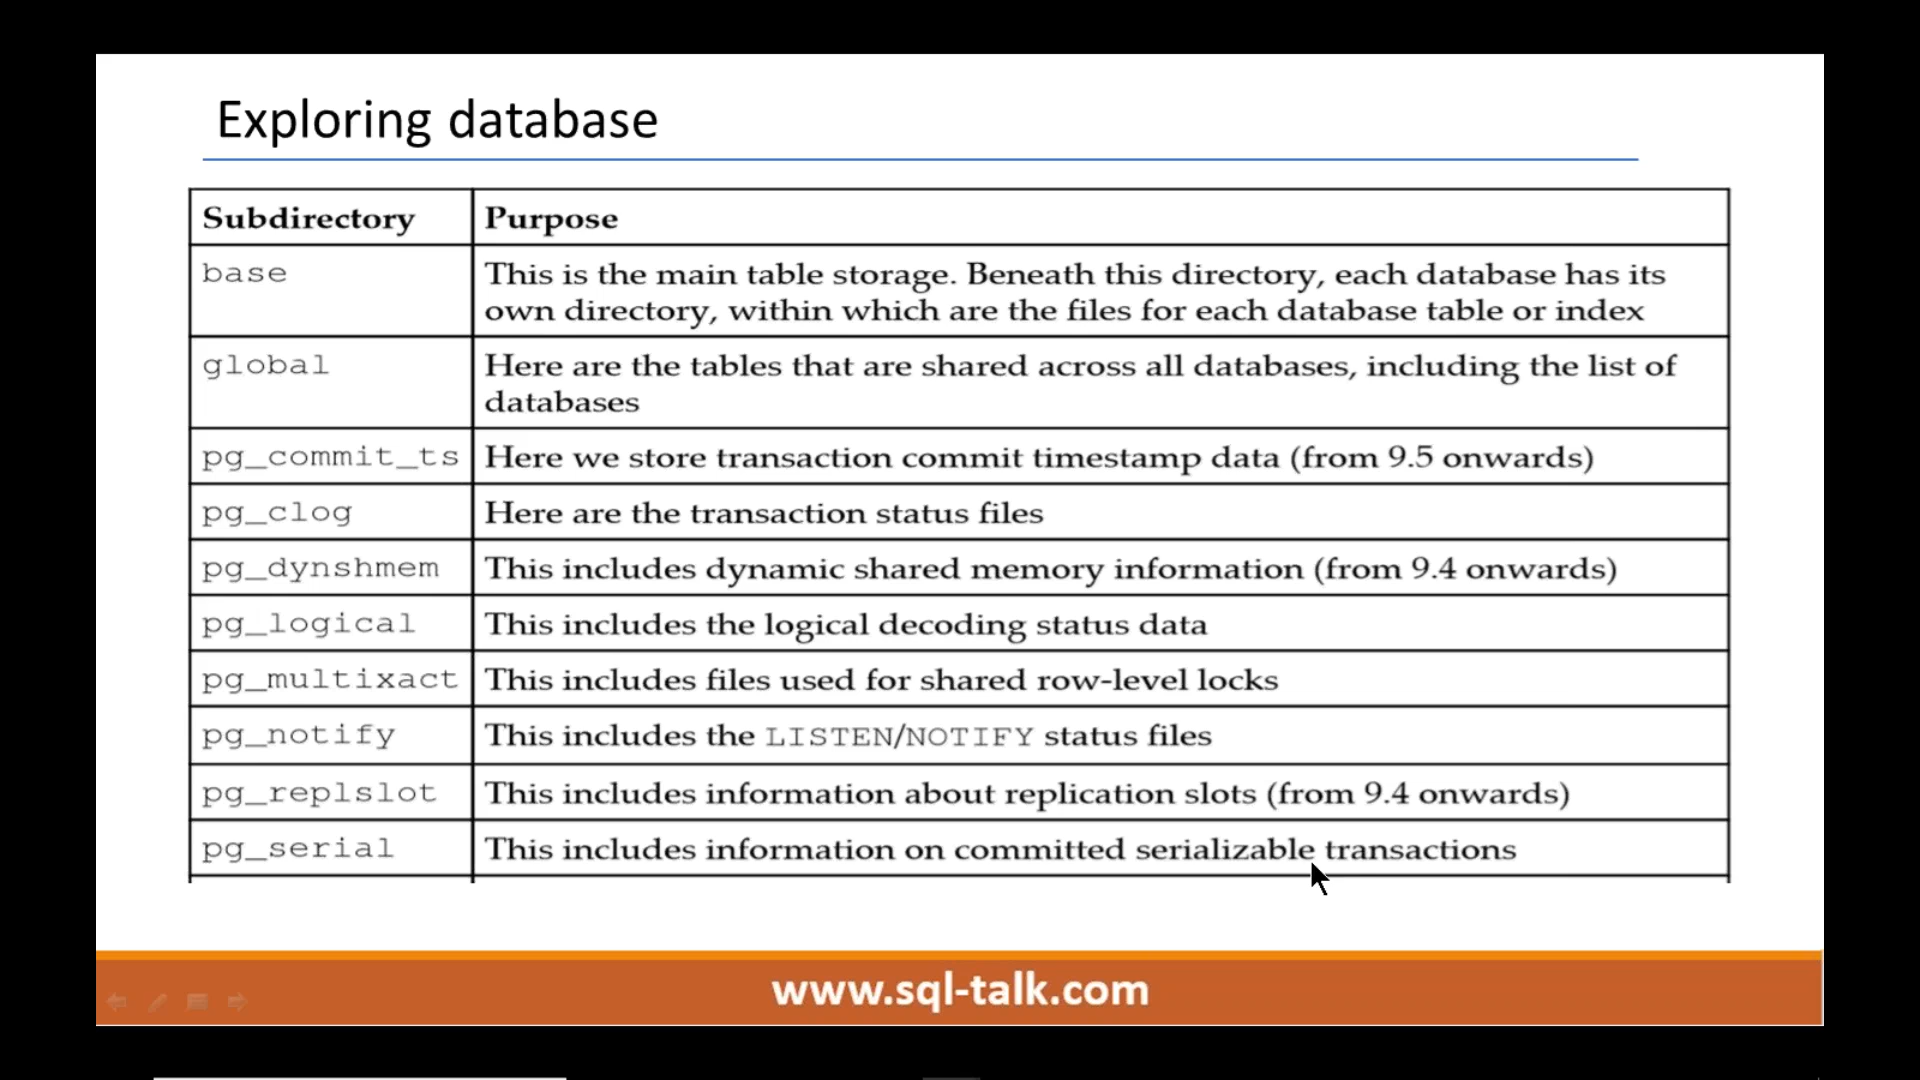 Exploring database
Subdirectory Purpose
base This is the main table storage. Beneath this directory, each database has its
own directory, within which are the files for each database table or index
global Here are the tables that are shared across all databases, including the list of
databases
pg_commit_ts Here we store transaction commit timestamp data (from 9.5 onwards)
pg_clog Here are the transaction status files
pg_dynshmem This includes dynamic shared memory information (from 9.4 onwards)
pg_logical This includes the logical decoding status data
pg_multixact This includes files used for shared row-level locks
pg_notify This includes the LISTEN/NOTIFY status files
pg_replslot This includes information about replication slots (from 9.4 onwards)
pg_serial This includes information on committed serializable transactions
www.sql-talk.com